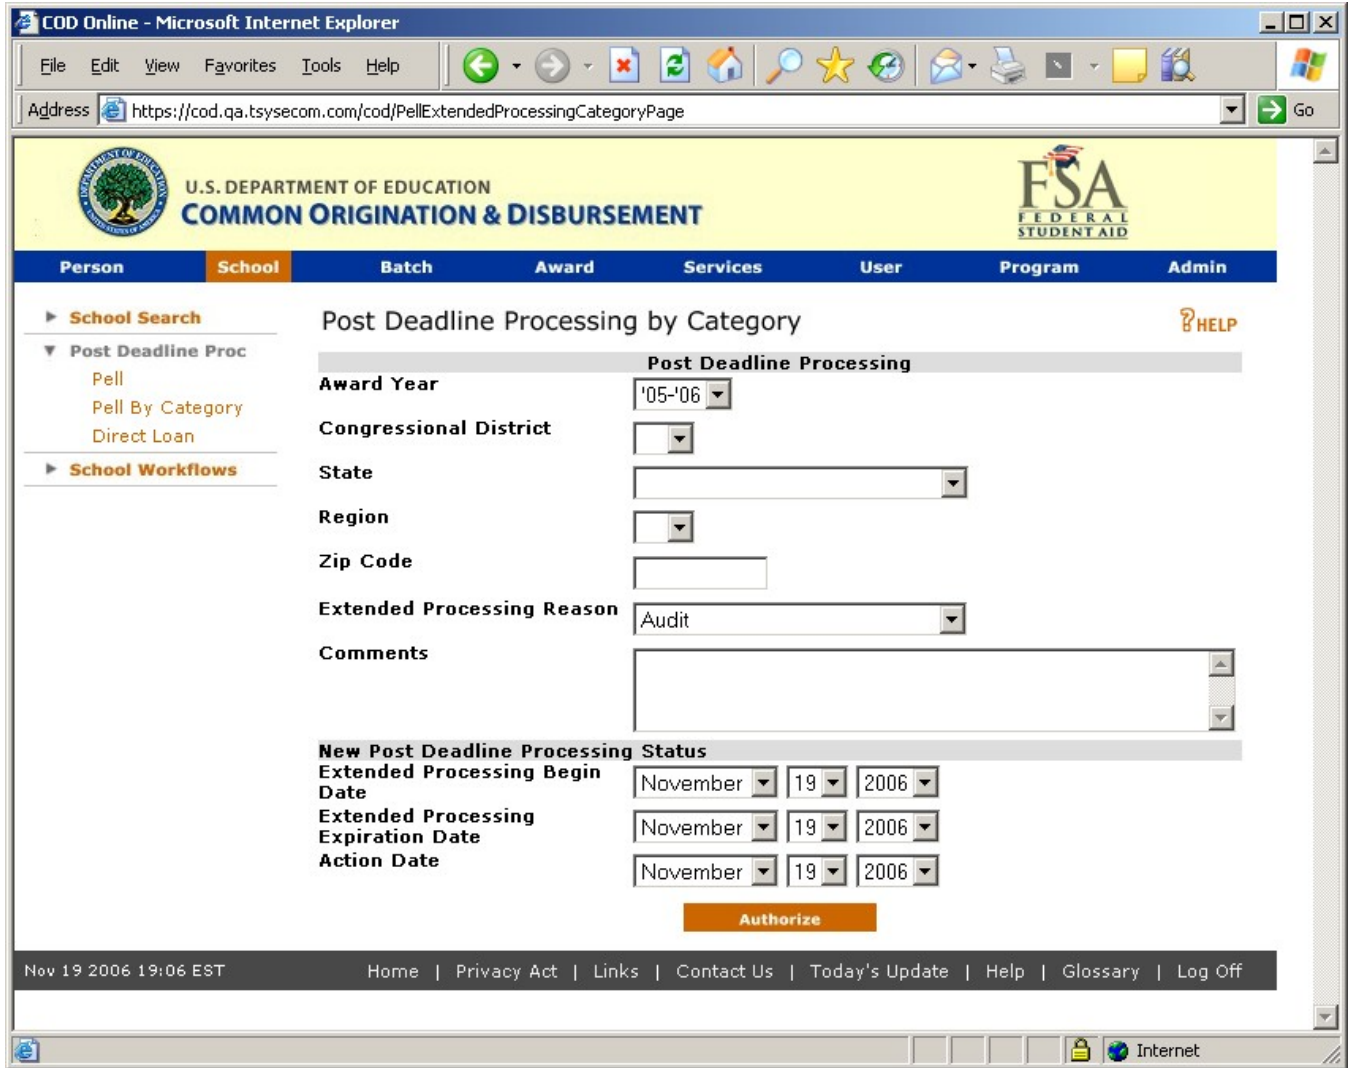 COD Online - Microsoft Internet Explorer
File Edit View Favorites Tools Help
Address https://cod.qa.tsysecom.com/cod/PellExtendedProcessingCategoryPage Go
U.S. DEPARTMENT OF EDUCATION
COMMON ORIGINATION & DISBURSEMENT
FSA
FEDERAL
STUDENT AID
Person School Batch Award Services User Program Admin
School Search
Post Deadline Proc
Pell
Pell By Category
Direct Loan
School Workflows
Post Deadline Processing by Category
?HELP
Post Deadline Processing
Award Year '05-'06
Congressional District
State
Region
Zip Code
Extended Processing Reason Audit
Comments
New Post Deadline Processing Status
Extended Processing Begin
Date
November 19 2006
Extended Processing
Expiration Date
November 19 2006
Action Date November 19 2006
Authorize
Nov 19 2006 19:06 EST Home | Privacy Act | Links | Contact Us | Today's Update | Help | Glossary | Log Off
Internet